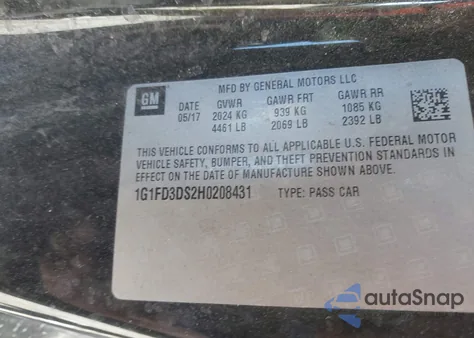 MFD BY GENERAL MOTORS LLC
GM
DATE GVWR GAWR FRT GAWR RR
05/17 2024 KG 939 KG 1085 KG
4461 LB 2069 LB 2392 LB
THIS VEHICLE CONFORMS TO ALL APPLICABLE U.S. FEDERAL MOTOR
VEHICLE SAFETY, BUMPER, AND THEFT PREVENTION STANDARDS IN
EFFECT ON THE DATE OF MANUFACTURE SHOWN ABOVE.
1G1FD3DS2H0208431 TYPE: PASS CAR
autoSnap